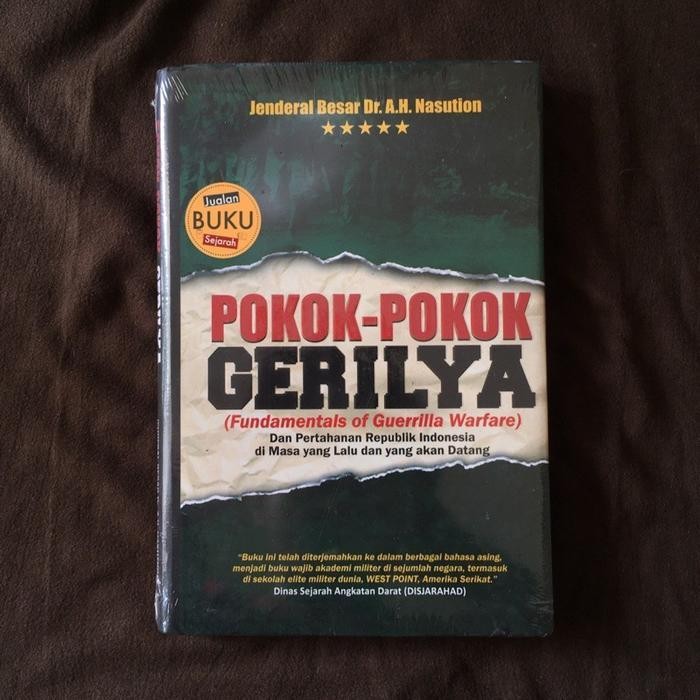 Jenderal Besar Dr. A.H. Nasution
Jualan
BUKU
Sejarah
POKOK-POKOK
GERILYA
(Fundamentals of Guerrilla Warfare)
Dan Pertahanan Republik Indonesia
di Masa yang Lalu dan yang akan Datang
“Buku ini telah diterjemahkan ke dalam berbagai bahasa asing,
menjadi buku wajib akademi militer di sejumlah negara, termasuk
di sekolah elite militer dunia, WEST POINT, Amerika Serikat.”
Dinas Sejarah Angkatan Darat (DISJARAHAD)